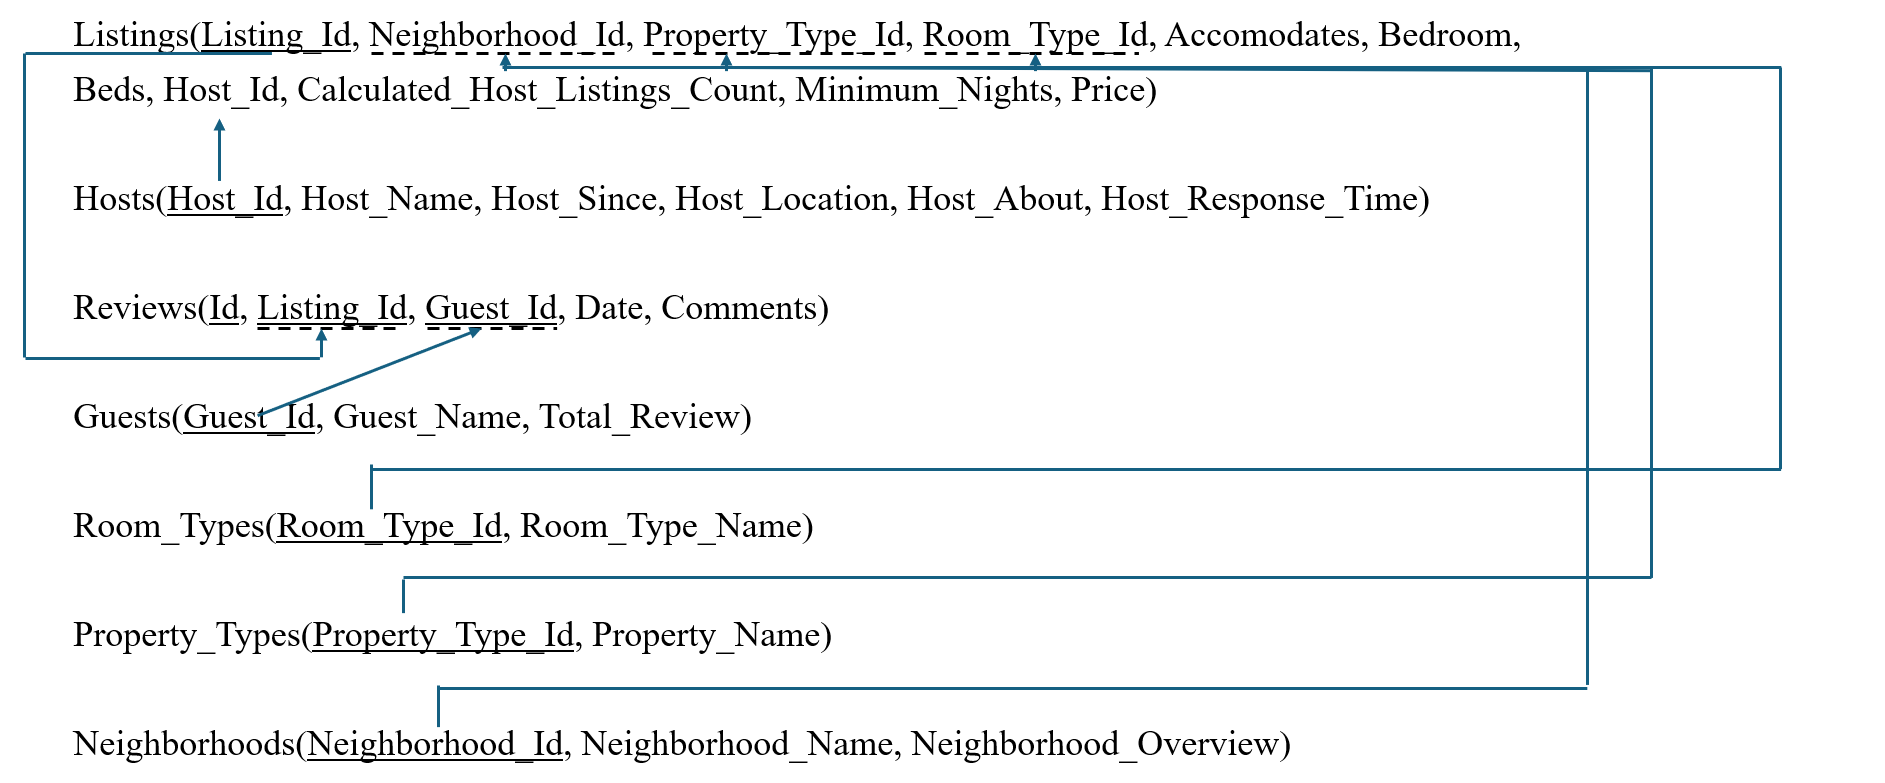 Listings(Listing_Id, Neighborhood_Id, Property_Type_Id, Room_Type_Id, Accomodates, Bedroom,
Beds, Host_Id, Calculated_Host_Listings_Count, Minimum_Nights, Price)
Hosts(Host_Id, Host_Name, Host_Since, Host_Location, Host_About, Host_Response_Time)
Reviews(Id, Listing_Id, Guest_Id, Date, Comments)
Guests(Guest_Id, Guest_Name, Total_Review)
Room_Types(Room_Type_Id, Room_Type_Name)
Property_Types(Property_Type_Id, Property_Name)
Neighborhoods(Neighborhood_Id, Neighborhood_Name, Neighborhood_Overview)